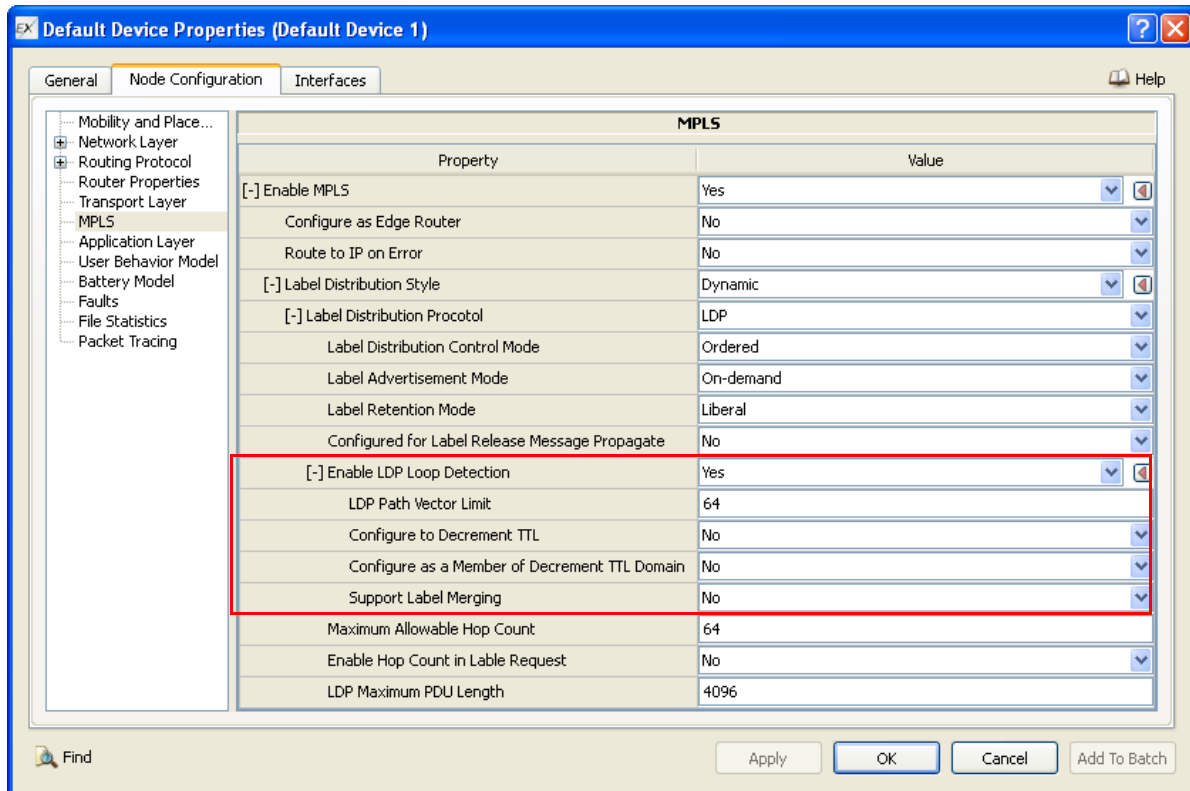 EX Default Device Properties (Default Device 1)
General Node Configuration Interfaces Help
Mobility and Place...
Network Layer
Routing Protocol
Router Properties
Transport Layer
MPLS
Application Layer
User Behavior Model
Battery Model
Faults
File Statistics
Packet Tracing
MPLS
Property Value
[-] Enable MPLS Yes
Configure as Edge Router No
Route to IP on Error No
[-] Label Distribution Style Dynamic
[-] Label Distribution Procotol LDP
Label Distribution Control Mode Ordered
Label Advertisement Mode On-demand
Label Retention Mode Liberal
Configured for Label Release Message Propagate No
[-] Enable LDP Loop Detection Yes
LDP Path Vector Limit 64
Configure to Decrement TTL No
Configure as a Member of Decrement TTL Domain No
Support Label Merging No
Maximum Allowable Hop Count 64
Enable Hop Count in Lable Request No
LDP Maximum PDU Length 4096
Find Apply OK Cancel Add To Batch